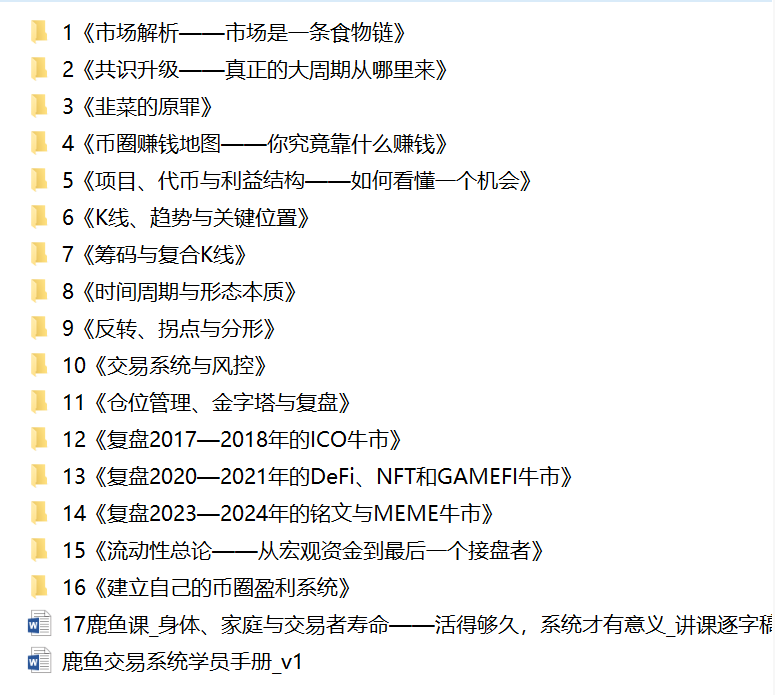 1《市场解析——市场是一条食物链》
2《共识升级——真正的大周期从哪里来》
3《韭菜的原罪》
4《币圈赚钱地图——你究竟靠什么赚钱》
5《项目、代币与利益结构——如何看懂一个机会》
6《K线、趋势与关键位置》
7《筹码与复合K线》
8《时间周期与形态本质》
9《反转、拐点与分形》
10《交易系统与风控》
11《仓位管理、金字塔与复盘》
12《复盘2017—2018年的ICO牛市》
13《复盘2020—2021年的DeFi、NFT和GAMEFI牛市》
14《复盘2023—2024年的铭文与MEME牛市》
15《流动性总论——从宏观资金到最后一个接盘者》
16《建立自己的币圈盈利系统》
17鹿鱼课_身体、家庭与交易者寿命——活得够久，系统才有意义_讲课逐字稿
鹿鱼交易系统学员手册_v1